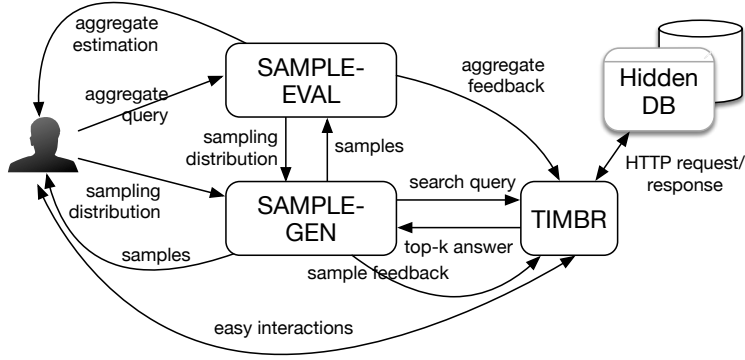 aggregate
estimation
SAMPLE-
EVAL
aggregate
feedback
Hidden
DB
aggregate
query
sampling
distribution
samples
HTTP request/
response
sampling
distribution
SAMPLE-
GEN
search query
TIMBR
top-k answer
samples
sample feedback
easy interactions